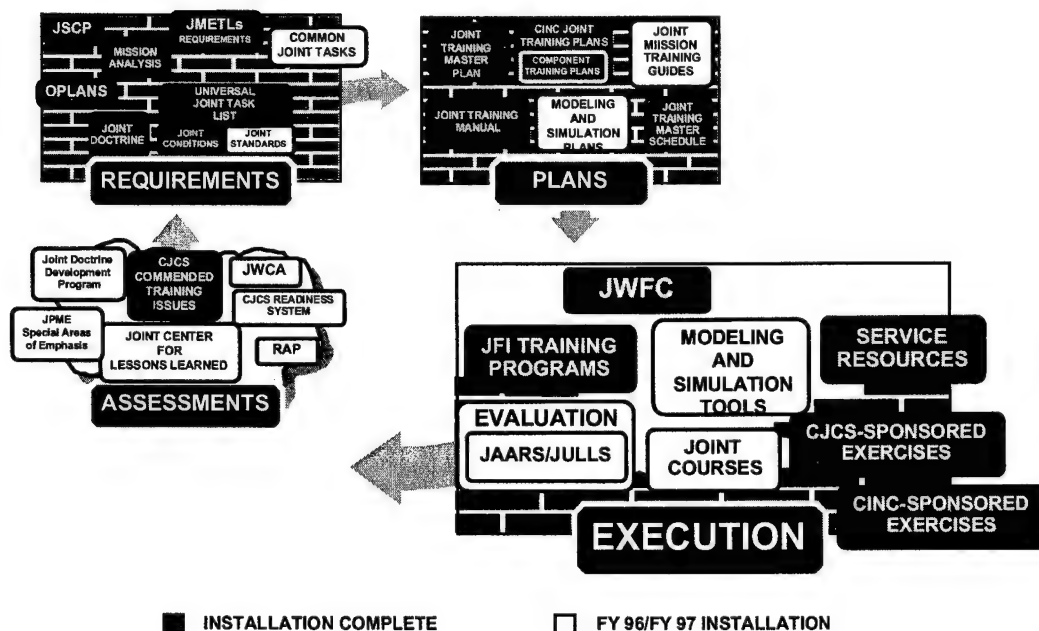 JSCP
JMETLs
REQUIREMENTS
COMMON
JOINT TASKS
MISSION
ANALYSIS
OPLANS
UNIVERSAL
JOINT TASK
LIST
JOINT
DOCTRINE
JOINT
CONDITIONS
JOINT
STANDARDS
REQUIREMENTS
JOINT
TRAINING
MASTER
PLAN
CINC JOINT
TRAINING PLANS
COMPONENT
TRAINING PLANS
JOINT
MIISSION
TRAINING
GUIDES
JOINT TRAINING
MANUAL
MODELING
AND
SIMULATION
PLANS
JOINT
TRAINING
MASTER
SCHEDULE
PLANS
Joint Doctrine
Development
Program
CJCS
COMMENDED
TRAINING
ISSUES
JWCA
CJCS READINESS
SYSTEM
JPME
Special Areas
of Emphasis
JOINT CENTER
FOR
LESSONS LEARNED
RAP
ASSESSMENTS
JWFC
JFI TRAINING
PROGRAMS
MODELING
AND
SIMULATION
TOOLS
SERVICE
RESOURCES
EVALUATION
JAARS/JULLS
JOINT
COURSES
CJCS-SPONSORED
EXERCISES
CINC-SPONSORED
EXERCISES
EXECUTION
INSTALLATION COMPLETE
FY 96/FY 97 INSTALLATION